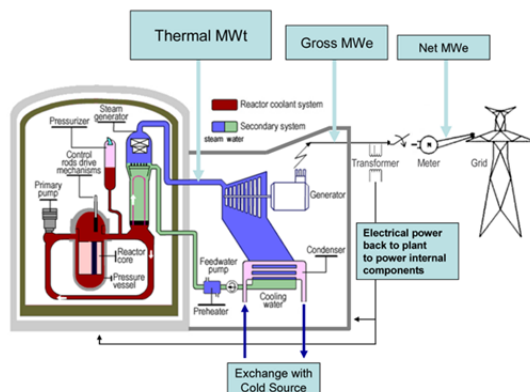 Thermal MWt
Gross MWe
Net MWe
Steam
generator
Pressurizer
Control
rods drive
mechanisms
Primary
pump
Reactor coolant system
Secondary system
steam water
Reactor
core
Pressure
vessel
Generator
Transformer
Meter
Grid
M
Electrical power
back to plant
to power internal
components
Condenser
Feedwater
pump
Preheater
Cooling
water
Exchange with
Cold Source